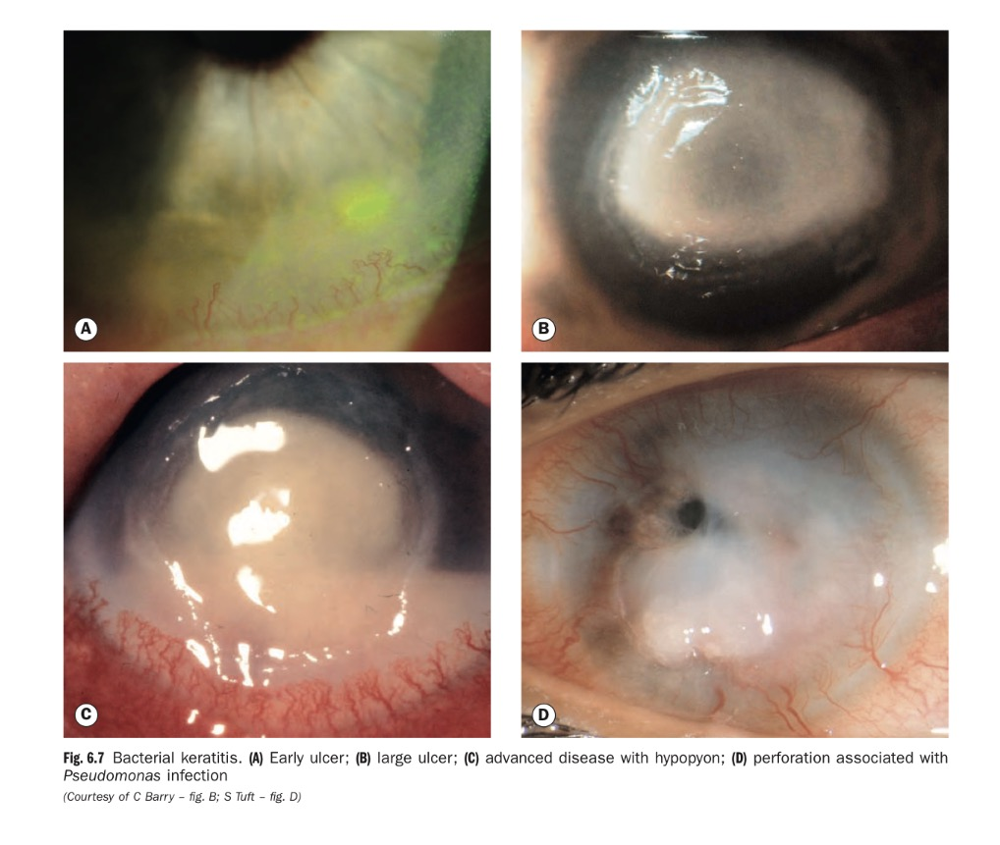 A
B
C
D
Fig. 6.7 Bacterial keratitis. (A) Early ulcer; (B) large ulcer; (C) advanced disease with hypopyon; (D) perforation associated with
Pseudomonas infection
(Courtesy of C Barry – fig. B; S Tuft – fig. D)